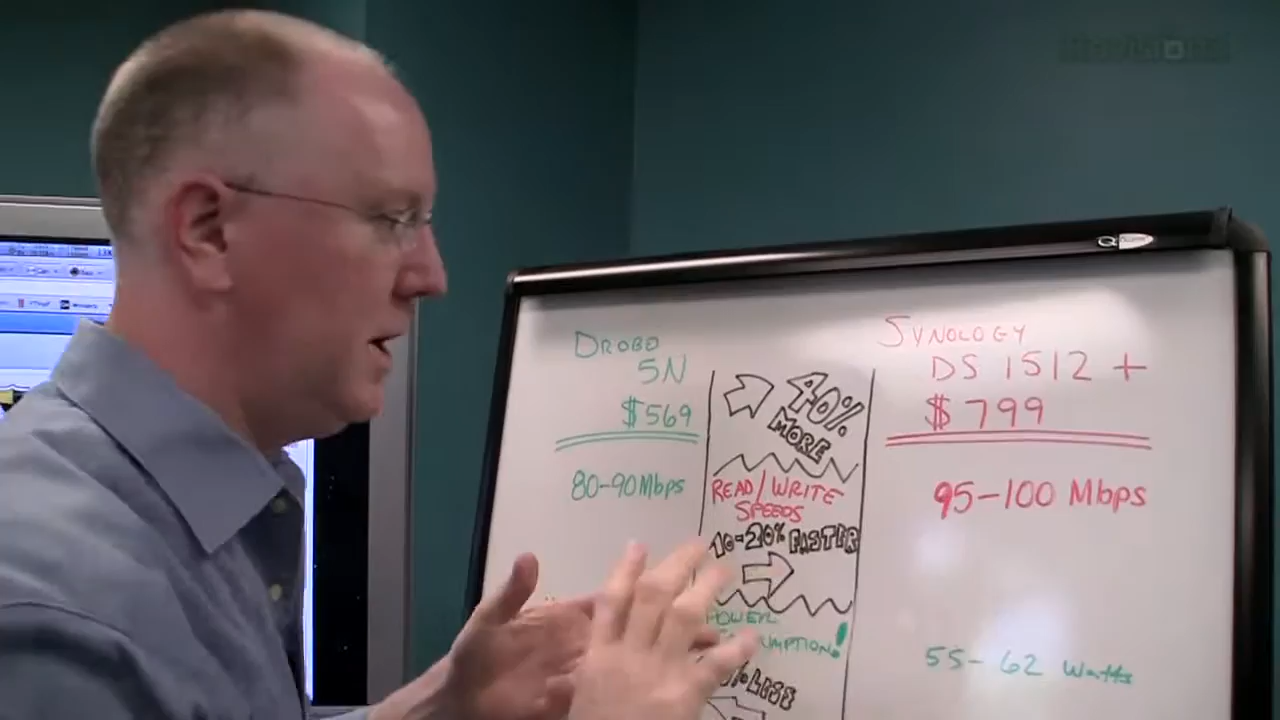 DROBO
5N
$569
80-90Mbps
40%
MORE
READ/WRITE
SPEEDS
10-20% FASTER
POWER
!
SYNOLOGY
DS 1512 +
$799
95-100 Mbps
55-62 Watts